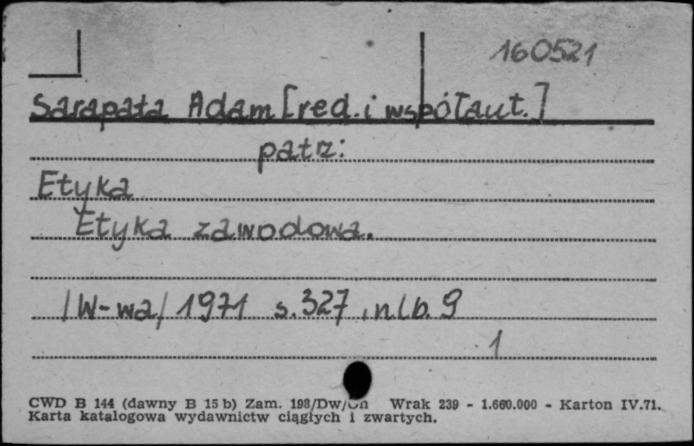 160521
Sarapata Adam [red. i współaut.]
patrz:
Etyka
Etyka zawodowa.
/W-wa/ 1971 s. 327, nlb. 9
1
CWD B 144 (dawny B 15 b) Zam. 198/Dw/ Wrak 239 - 1.660.000 - Karton IV.71.
Karta katalogowa wydawnictw ciągłych i zwartych.